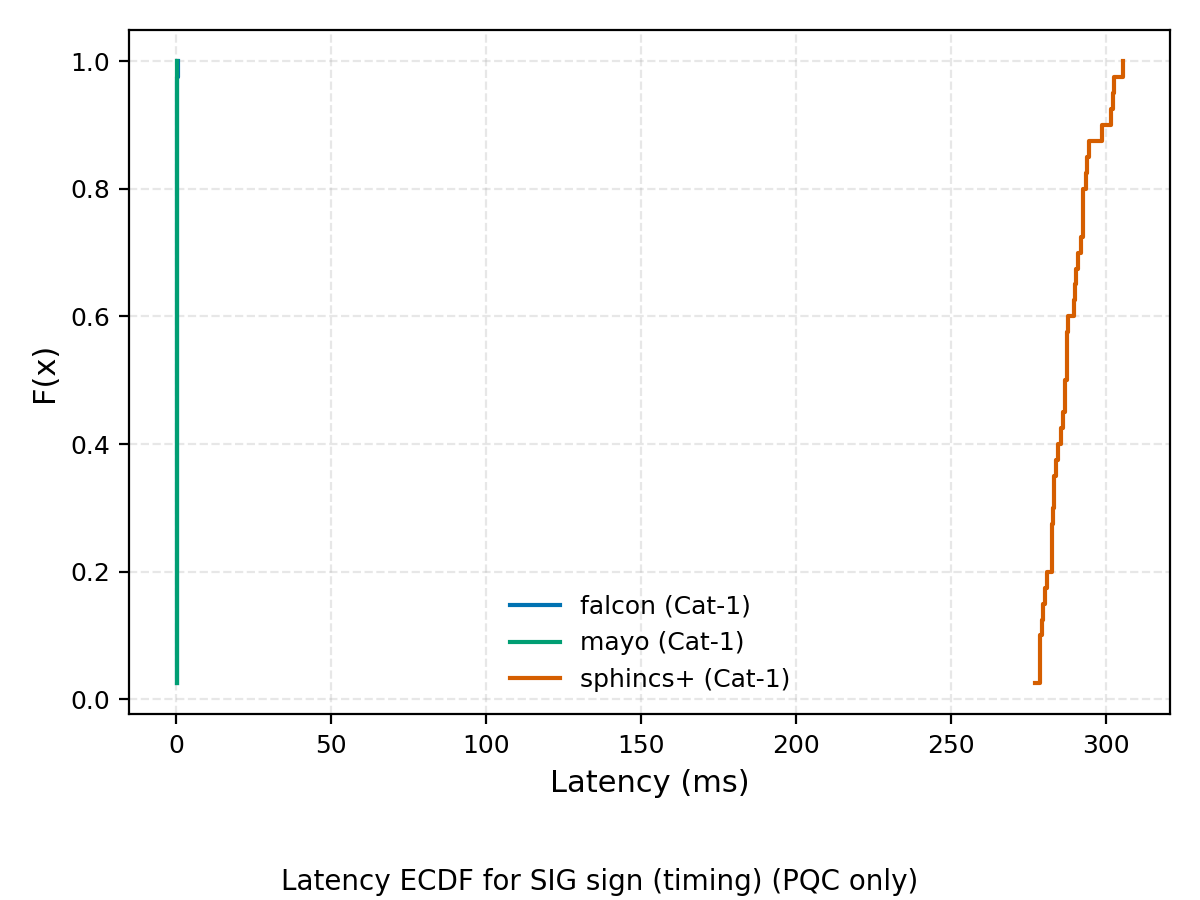 1.0
0.8
0.6
0.4
0.2
0.0
F(x)
falcon (Cat-1)
mayo (Cat-1)
sphincs+ (Cat-1)
0 50 100 150 200 250 300
Latency (ms)
Latency ECDF for SIG sign (timing) (PQC only)